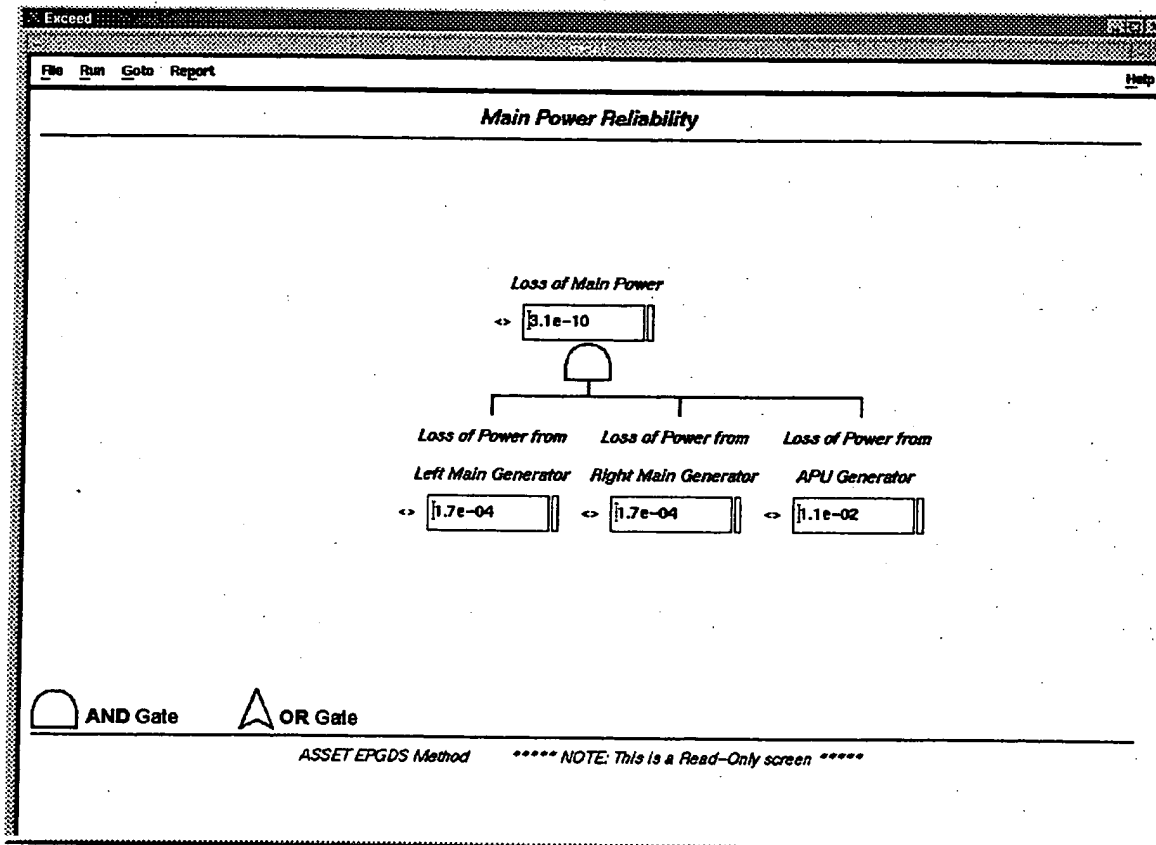 Exceed
File Run Goto Report Help
Main Power Reliability
Loss of Main Power
<> 3.1e-10
Loss of Power from Loss of Power from Loss of Power from
Left Main Generator Right Main Generator APU Generator
<> 1.7e-04 <> 1.7e-04 <> 1.1e-02
AND Gate OR Gate
ASSET EPGDS Method ***** NOTE: This is a Read-Only screen *****